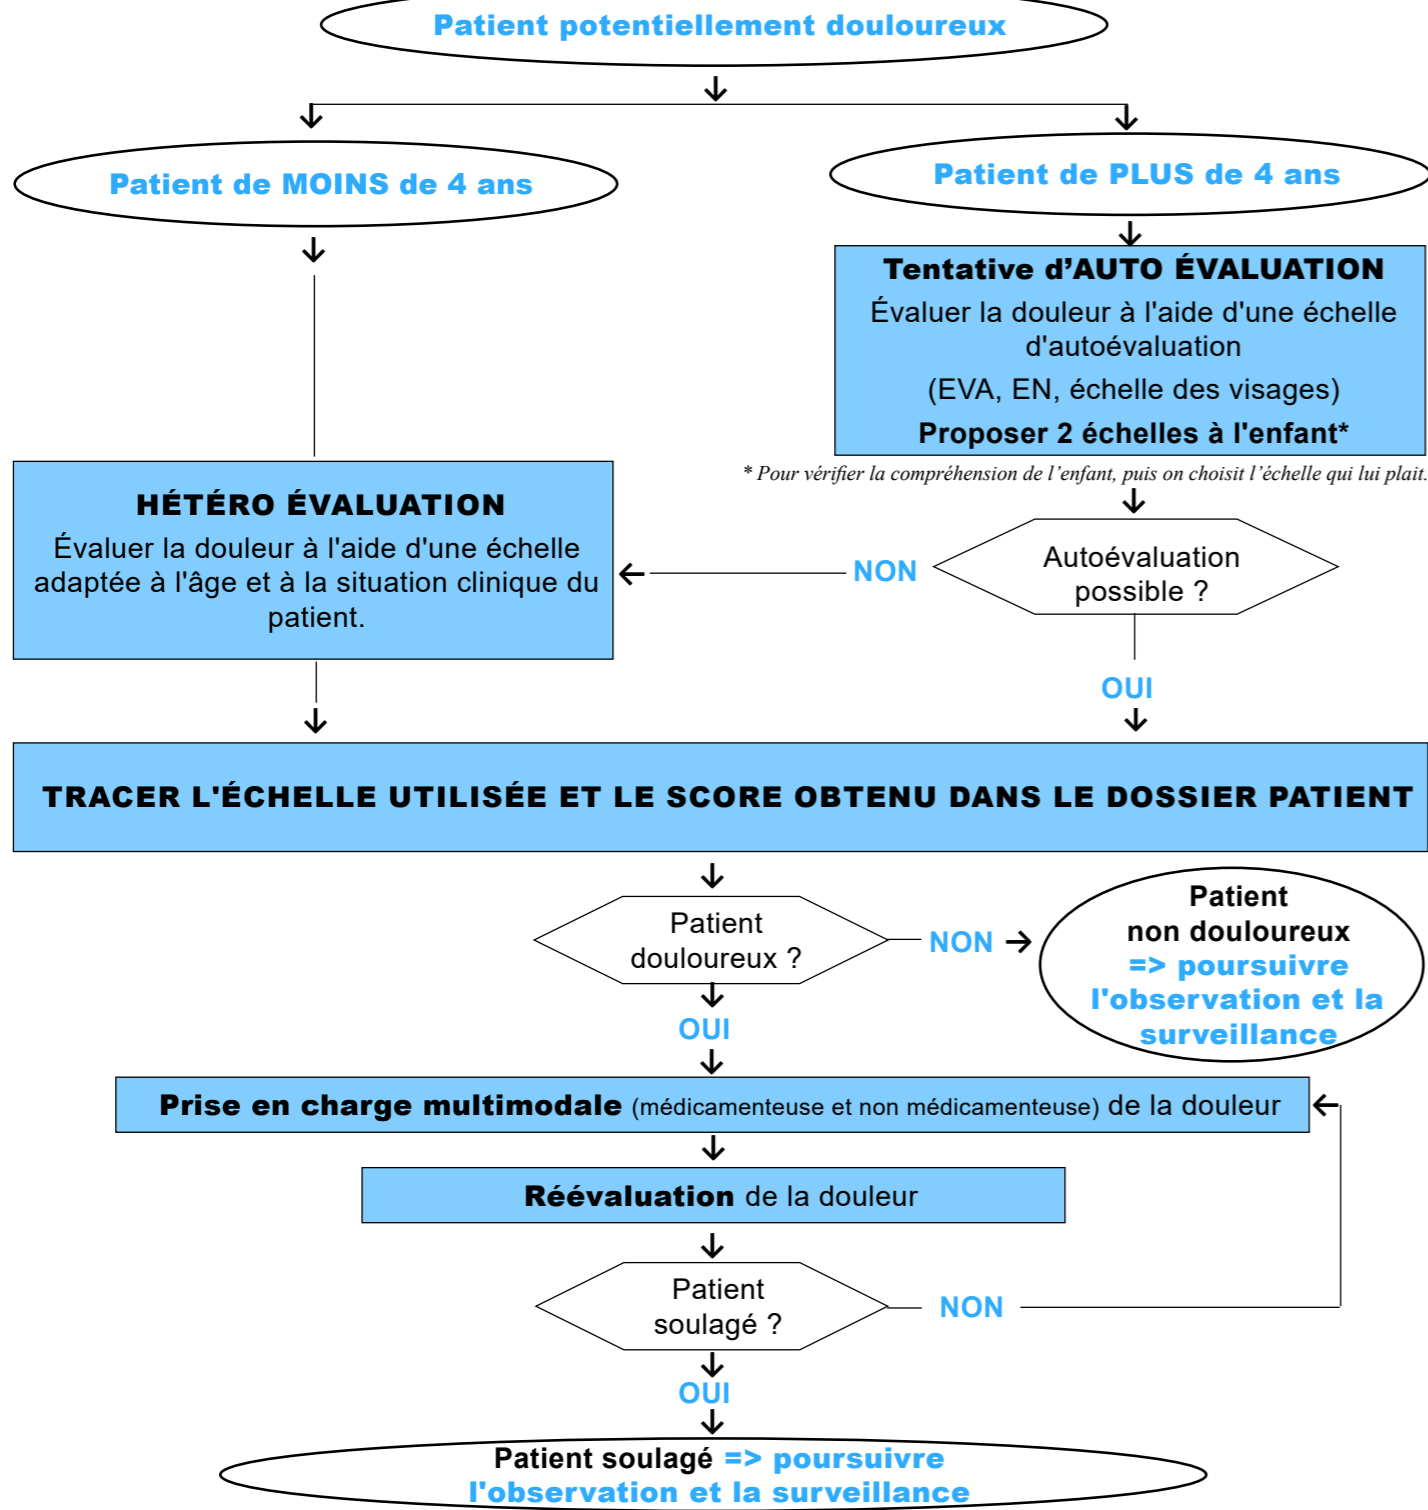 Patient potentiellement douloureux
Patient de MOINS de 4 ans
Patient de PLUS de 4 ans
Tentative d’AUTO ÉVALUATION
Évaluer la douleur à l'aide d'une échelle
d'autoévaluation
(EVA, EN, échelle des visages)
Proposer 2 échelles à l'enfant*
* Pour vérifier la compréhension de l’enfant, puis on choisit l’échelle qui lui plait.
HÉTÉRO ÉVALUATION
Évaluer la douleur à l'aide d'une échelle
adaptée à l'âge et à la situation clinique du
patient.
NON
Autoévaluation
possible ?
OUI
TRACER L'ÉCHELLE UTILISÉE ET LE SCORE OBTENU DANS LE DOSSIER PATIENT
Patient
douloureux ?
NON
Patient
non douloureux
=> poursuivre
l'observation et la
surveillance
OUI
Prise en charge multimodale (médicamenteuse et non médicamenteuse) de la douleur
Réévaluation de la douleur
Patient
soulagé ?
NON
OUI
Patient soulagé => poursuivre
l'observation et la surveillance